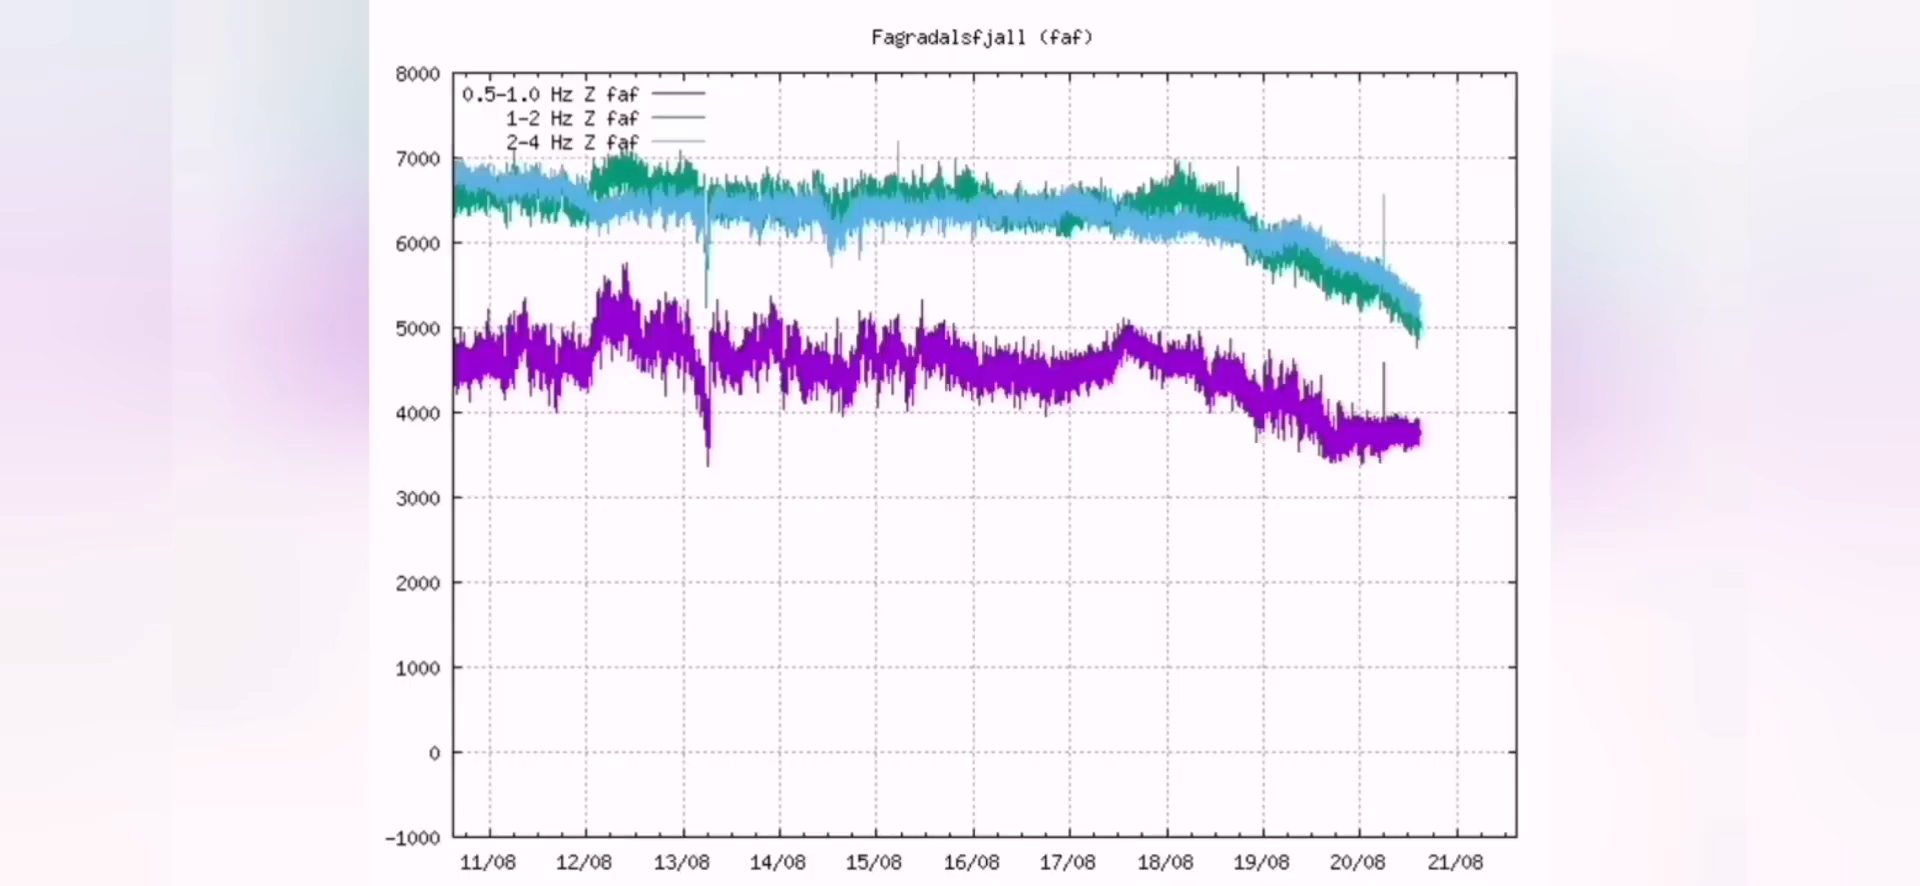 Fagradalsfjall (faf)
8000
0.5-1.0 Hz Z faf
1-2 Hz Z faf
2-4 Hz Z faf
7000
6000
5000
4000
3000
2000
1000
0
-1000
11/08 12/08 13/08 14/08 15/08 16/08 17/08 18/08 19/08 20/08 21/08